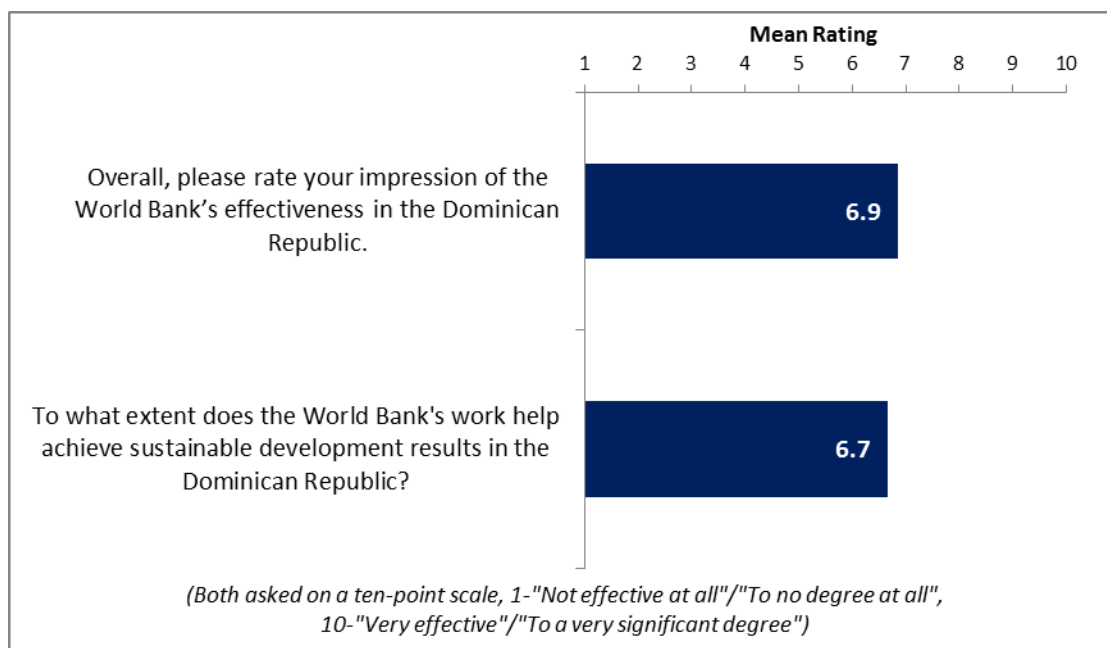 Mean Rating
1 2 3 4 5 6 7 8 9 10
Overall, please rate your impression of the
World Bank’s effectiveness in the Dominican
Republic.
6.9
To what extent does the World Bank's work help
achieve sustainable development results in the
Dominican Republic?
6.7
(Both asked on a ten-point scale, 1-"Not effective at all"/"To no degree at all",
10-"Very effective"/"To a very significant degree")